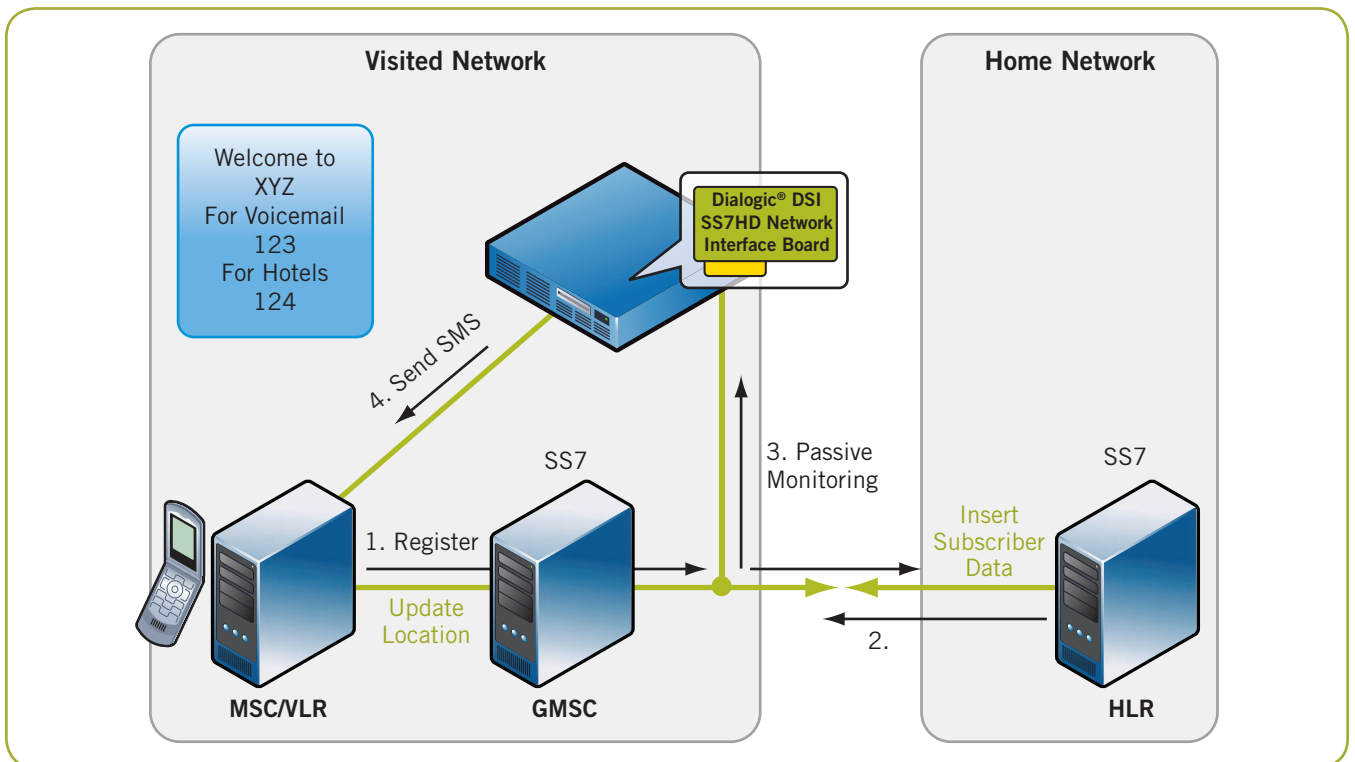 Visited Network
Home Network
Welcome to
XYZ
For Voicemail
123
For Hotels
124
Dialogic® DSI
SS7HD Network
Interface Board
4. Send SMS
3. Passive
Monitoring
SS7
SS7
1. Register
Update
Location
Insert
Subscriber
Data
2.
MSC/VLR
GMSC
HLR